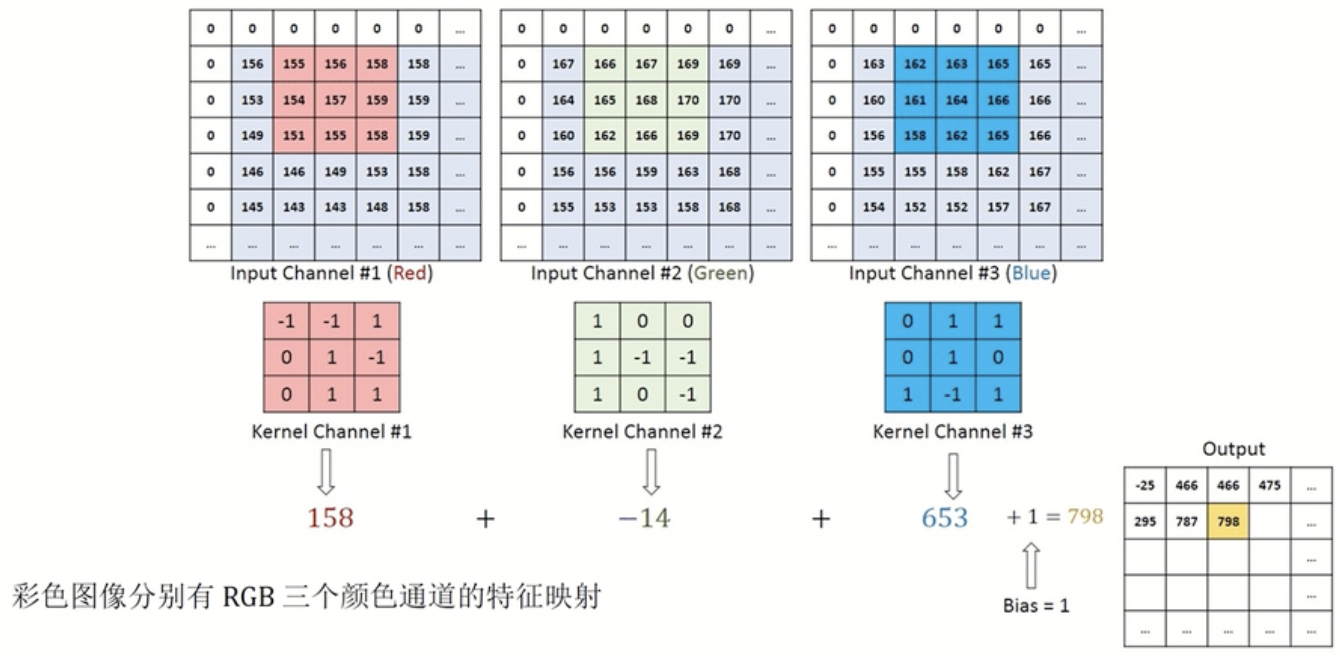 0 0 0 0 0 0 ... 0 0 0 0 0 0 ... 0 0 0 0 0 0 ...
0 156 155 156 158 158 ... 0 167 166 167 169 169 ... 0 163 162 163 165 165 ...
0 153 154 157 159 159 ... 0 164 165 168 170 170 ... 0 160 161 164 166 166 ...
0 149 151 155 158 159 ... 0 160 162 166 169 170 ... 0 156 158 162 165 166 ...
0 146 146 149 153 158 ... 0 156 156 159 163 168 ... 0 155 155 158 162 167 ...
0 145 143 143 148 158 ... 0 155 153 153 158 168 ... 0 154 152 152 157 167 ...
... ... ... ... ... ... ... ... ... ... ... ... ... ... ... ... ... ... ... ... ...
Input Channel #1 (Red) Input Channel #2 (Green) Input Channel #3 (Blue)
-1 -1 1 1 0 0 0 1 1
0 1 -1 1 -1 -1 0 1 0
0 1 1 1 0 -1 1 -1 1
Kernel Channel #1 Kernel Channel #2 Kernel Channel #3
158 + −14 + 653 + 1 = 798
Bias = 1
Output
-25 466 466 475 ...
295 787 798 ...
...
...
... ... ... ... ...
彩色图像分别有 RGB 三个颜色通道的特征映射